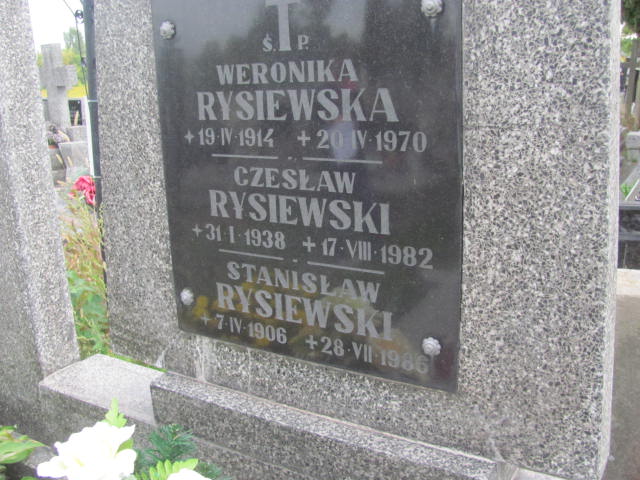 Ś. P.
WERONIKA
RYSIEWSKA
+19·IV·1914 +20·IV·1970
CZESŁAW
RYSIEWSKI
+31·I·1938 +17·VIII·1982
STANISŁAW
RYSIEWSKI
+7·IV·1906 +28·VII·1986